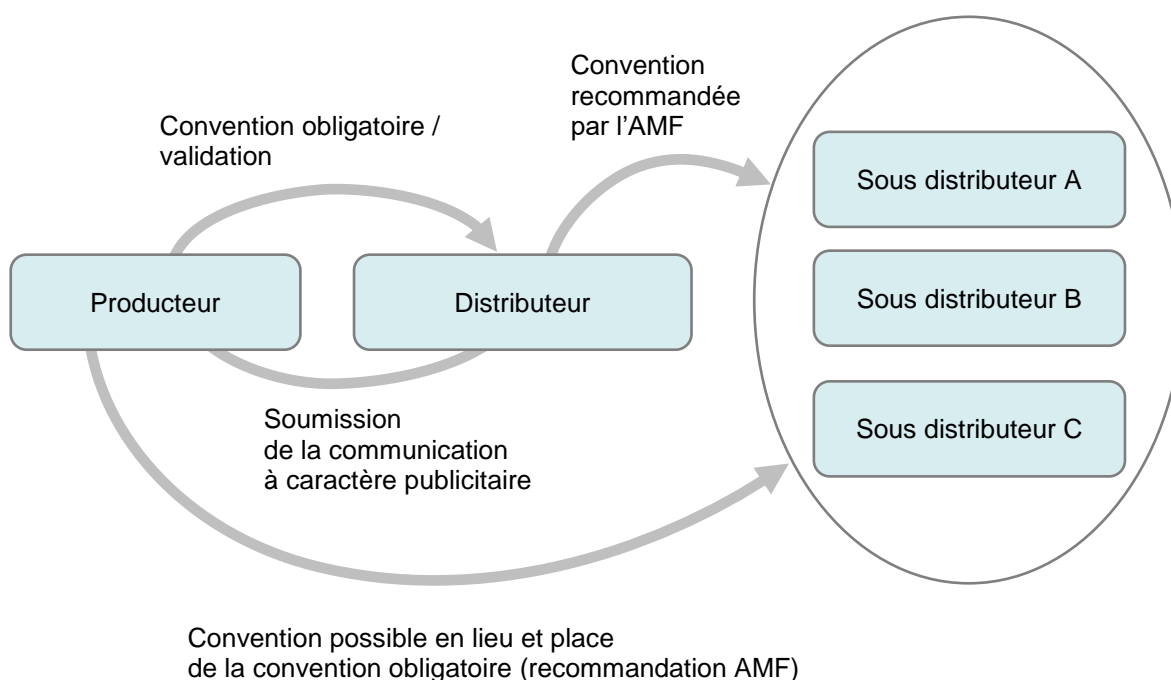 Convention
recommandée
par l'AMF
Convention obligatoire /
validation
Sous distributeur A
Producteur
Distributeur
Sous distributeur B
Soumission
de la communication
à caractère publicitaire
Sous distributeur C
Convention possible en lieu et place
de la convention obligatoire (recommandation AMF)